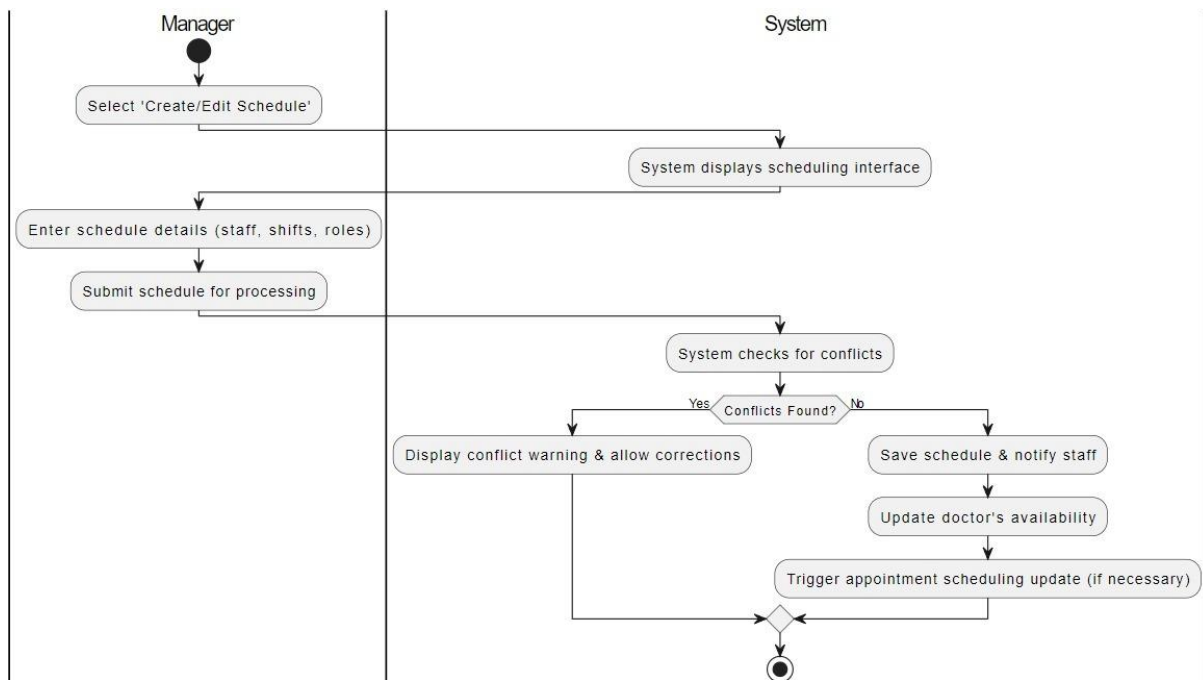 Manager
System
Select 'Create/Edit Schedule'
System displays scheduling interface
Enter schedule details (staff, shifts, roles)
Submit schedule for processing
System checks for conflicts
Yes
Conflicts Found?
No
Display conflict warning & allow corrections
Save schedule & notify staff
Update doctor's availability
Trigger appointment scheduling update (if necessary)